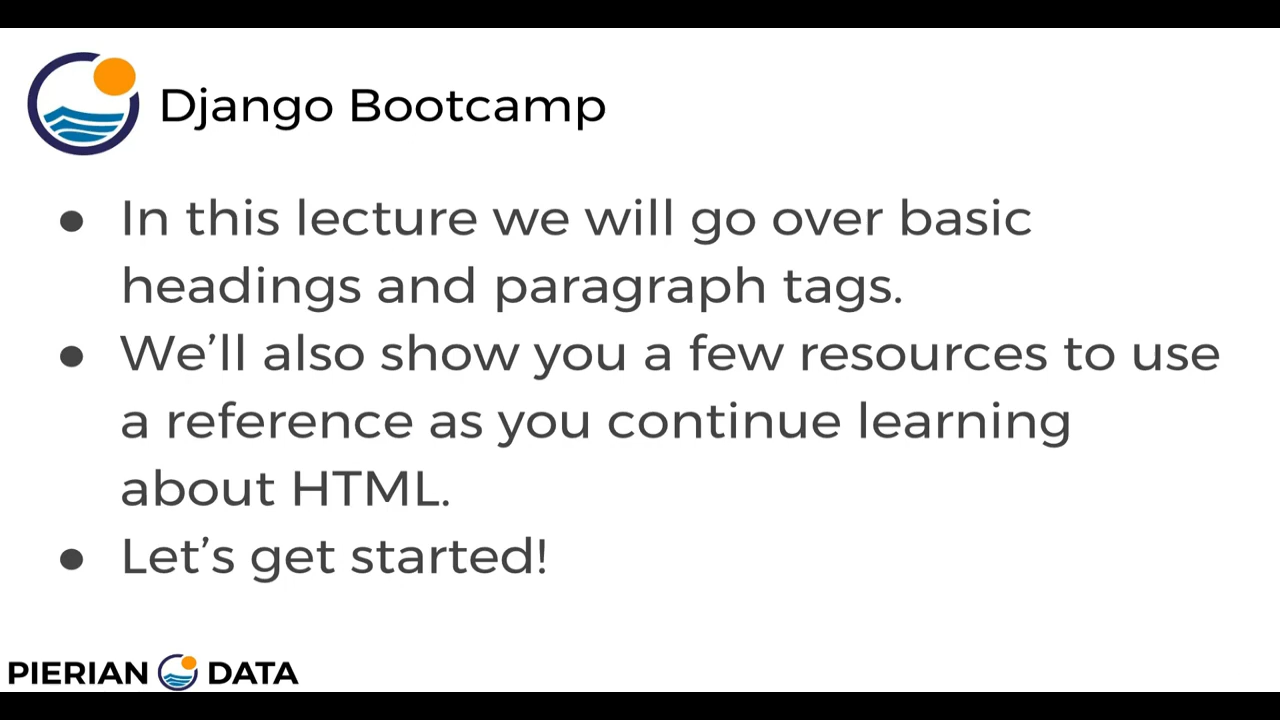 Django Bootcamp
● In this lecture we will go over basic
headings and paragraph tags.
● We’ll also show you a few resources to use
a reference as you continue learning
about HTML.
● Let’s get started!
PIERIAN DATA